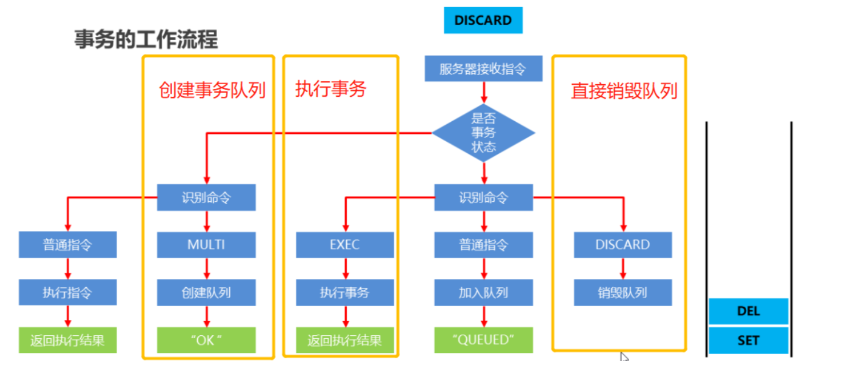 DISCARD
事务的工作流程
服务器接收指令
创建事务队列
执行事务
直接销毁队列
是否
事务
状态
识别命令
识别命令
普通指令
MULTI
EXEC
普通指令
DISCARD
执行指令
创建队列
执行事务
加入队列
销毁队列
DEL
返回执行结果
“OK”
返回执行结果
“QUEUED”
SET